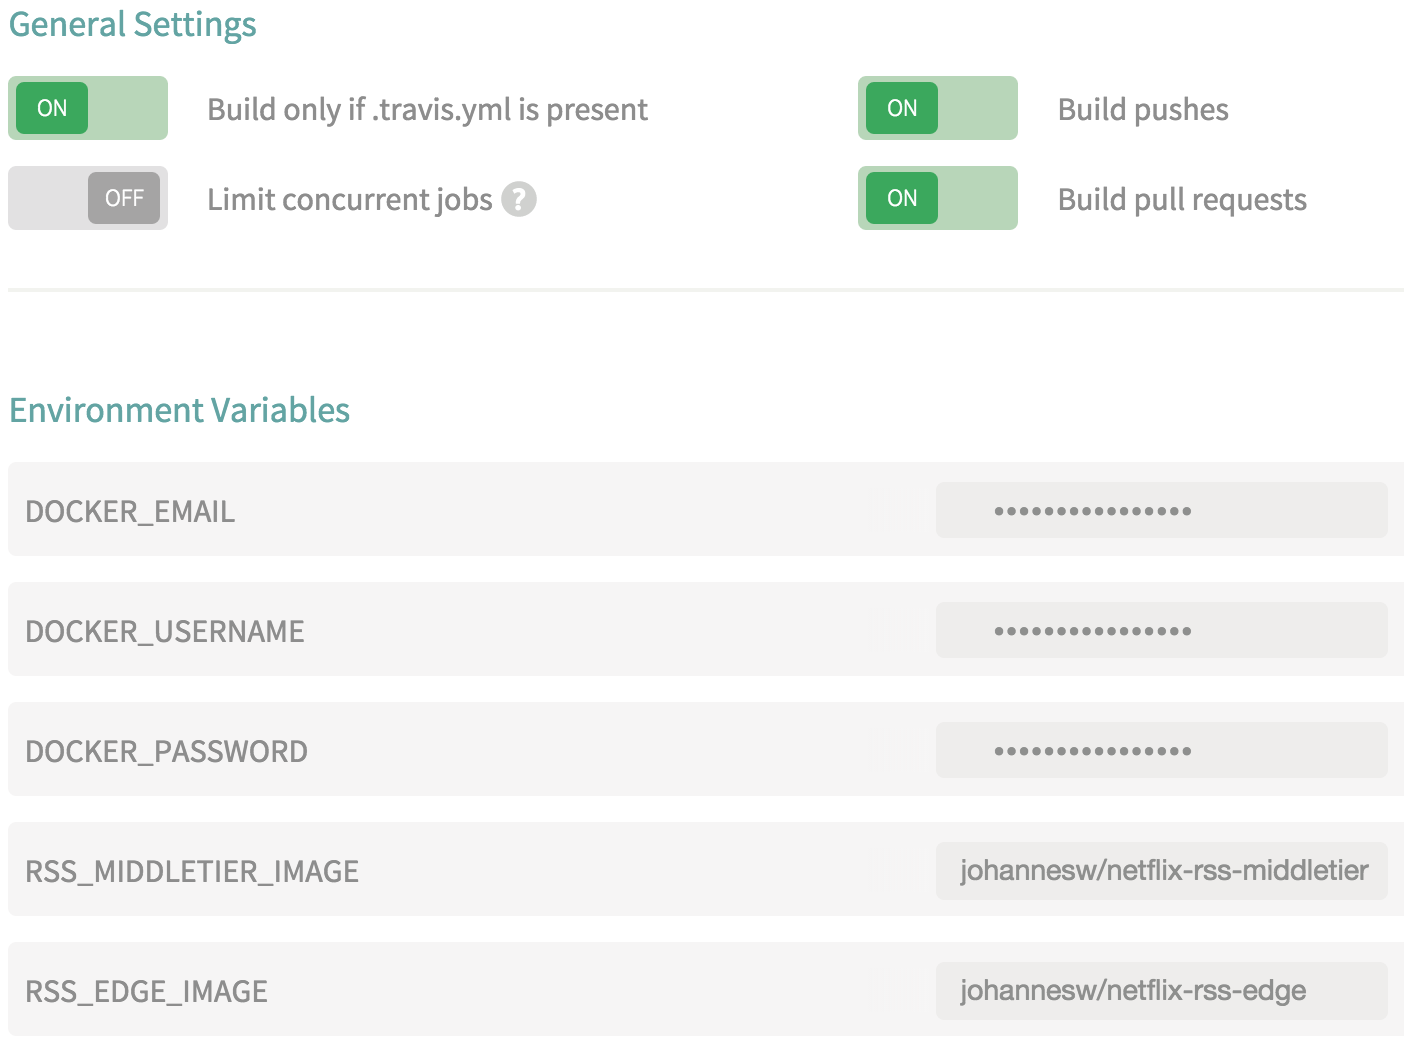 General Settings
ON Build only if .travis.yml is present ON Build pushes
OFF Limit concurrent jobs ? ON Build pull requests
Environment Variables
DOCKER_EMAIL ••••••••••••••••
DOCKER_USERNAME ••••••••••••••••
DOCKER_PASSWORD ••••••••••••••••
RSS_MIDDLETIER_IMAGE johannesw/netflix-rss-middletier
RSS_EDGE_IMAGE johannesw/netflix-rss-edge